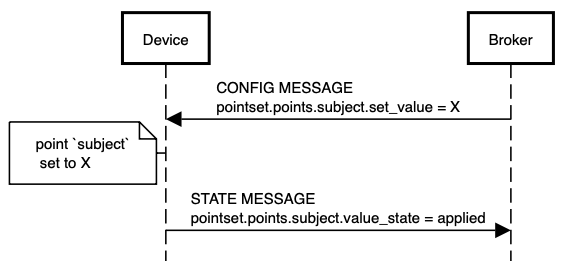 Device
Broker
CONFIG MESSAGE
pointset.points.subject.set_value = X
point `subject`
set to X
STATE MESSAGE
pointset.points.subject.value_state = applied